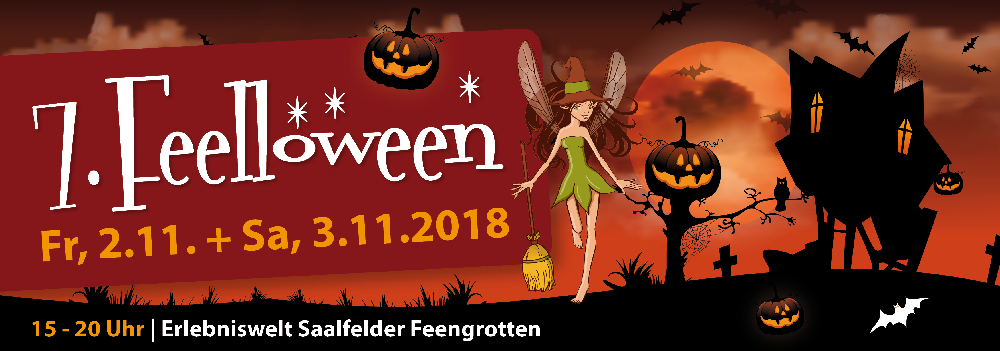 7. Feelloween
Fr, 2.11. + Sa, 3.11.2018
15 - 20 Uhr | Erlebniswelt Saalfelder Feengrotten